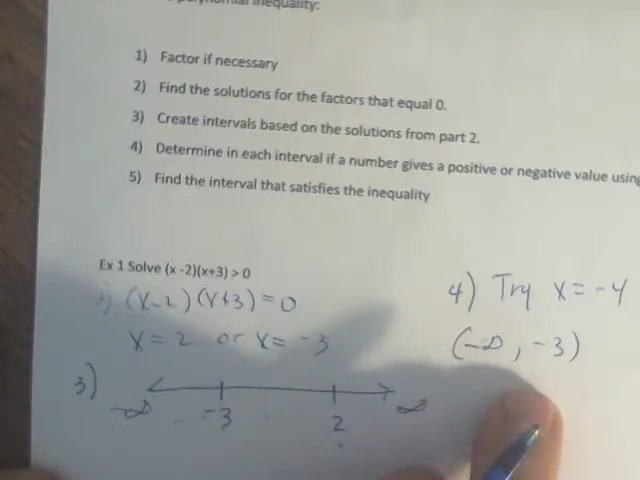 polynomial inequality:
1) Factor if necessary
2) Find the solutions for the factors that equal 0.
3) Create intervals based on the solutions from part 2.
4) Determine in each interval if a number gives a positive or negative value using
5) Find the interval that satisfies the inequality
Ex 1 Solve (x -2)(x+3) > 0
(x-2)(x+3)=0
x = 2 or x = -3
3)
-∞ -3 2 ∞
4) Try x = -4
(-∞, -3)